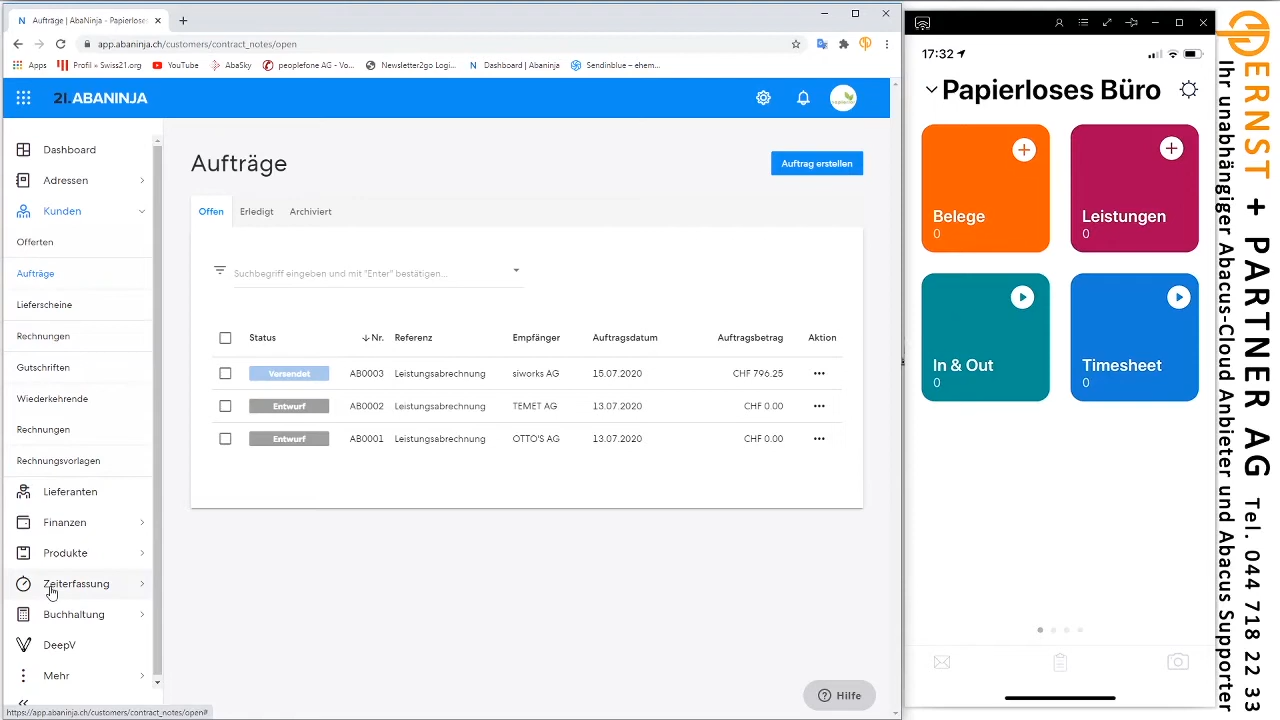 Aufträge | AbaNinja - Papierloses
app.abaninja.ch/customers/contract_notes/open
Apps
Profil « Swiss21.org
YouTube
AbaSky
peoplefone AG - Vo...
Newsletter2go Logi...
Dashboard | Abaninja
Sendinblue – ehem...
21.ABANINJA
Dashboard
Adressen
Kunden
Offerten
Aufträge
Lieferscheine
Rechnungen
Gutschriften
Wiederkehrende
Rechnungen
Rechnungsvorlagen
Lieferanten
Finanzen
Produkte
Zeiterfassung
Buchhaltung
DeepV
Mehr
https://app.abaninja.ch/customers/contract_notes/open#
Aufträge
Auftrag erstellen
Offen Erledigt Archiviert
Suchbegriff eingeben und mit "Enter" bestätigen...
Status Nr. Referenz Empfänger Auftragsdatum Auftragsbetrag Aktion
Versendet AB0003 Leistungsabrechnung siworks AG 15.07.2020 CHF 796.25
Entwurf AB0002 Leistungsabrechnung TEMET AG 13.07.2020 CHF 0.00
Entwurf AB0001 Leistungsabrechnung OTTO'S AG 13.07.2020 CHF 0.00
Hilfe
17:32
Papierloses Büro
Belege
0
Leistungen
0
In & Out
0
Timesheet
0
ERNST + PARTNER AG Tel. 044 718 22 33
Ihr unabhängiger Abacus-Cloud Anbieter und Abacus Supporter